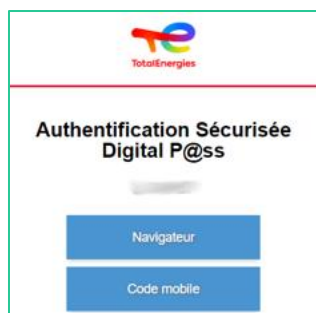 TotalEnergies
Authentification Sécurisée
Digital P@ss
Navigateur
Code mobile